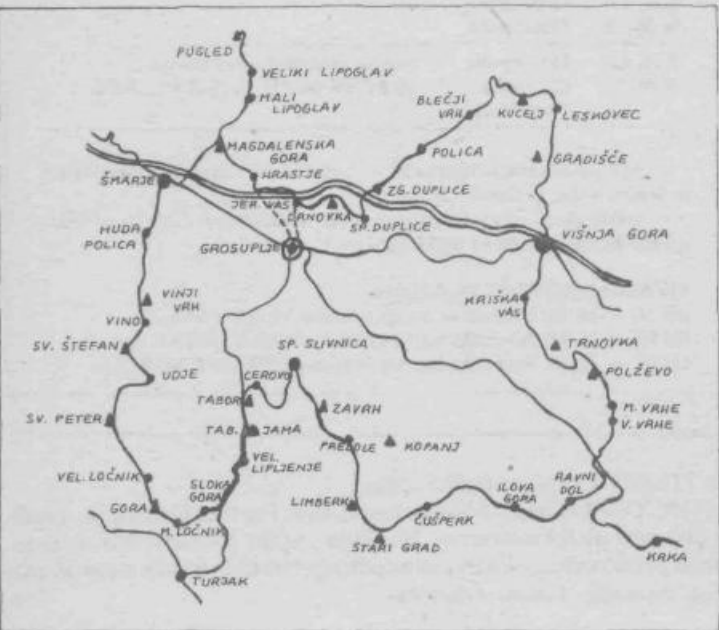 PUGLED
VELIKI LIPOGLAV
MALI
LIPOGLAV
BLEČJI
VRH
KUCELJ
LESKOVEC
MAGDALENSKA
GORA
POLICA
GRADIŠČE
ŠMARJE
HRASTJE
ZG. DUPLICE
JER. VAS
DRNOVKA
SP. DUPLICE
HUDA
POLICA
GROSUPLJE
VIŠNJA GORA
VINJI
VRH
KRIŠKA
VAS
VINO
SV. ŠTEFAN
SP. SLIVNICA
TRNOVKA
UDJE
CEROVO
POLŽEVO
TABOR
ZAVRH
SV. PETER
M. VRHE
V. VRHE
TAB. JAMA
PREDOLE
KOPANJ
VEL.
LIPLJENJE
VEL. LOČNIK
SLOKA
GORA
RAVNI
DOL
GORA
LIMBERK
ILOVA
GORA
ČUŠPERK
M. LOČNIK
STARI GRAD
KRKA
TURJAK